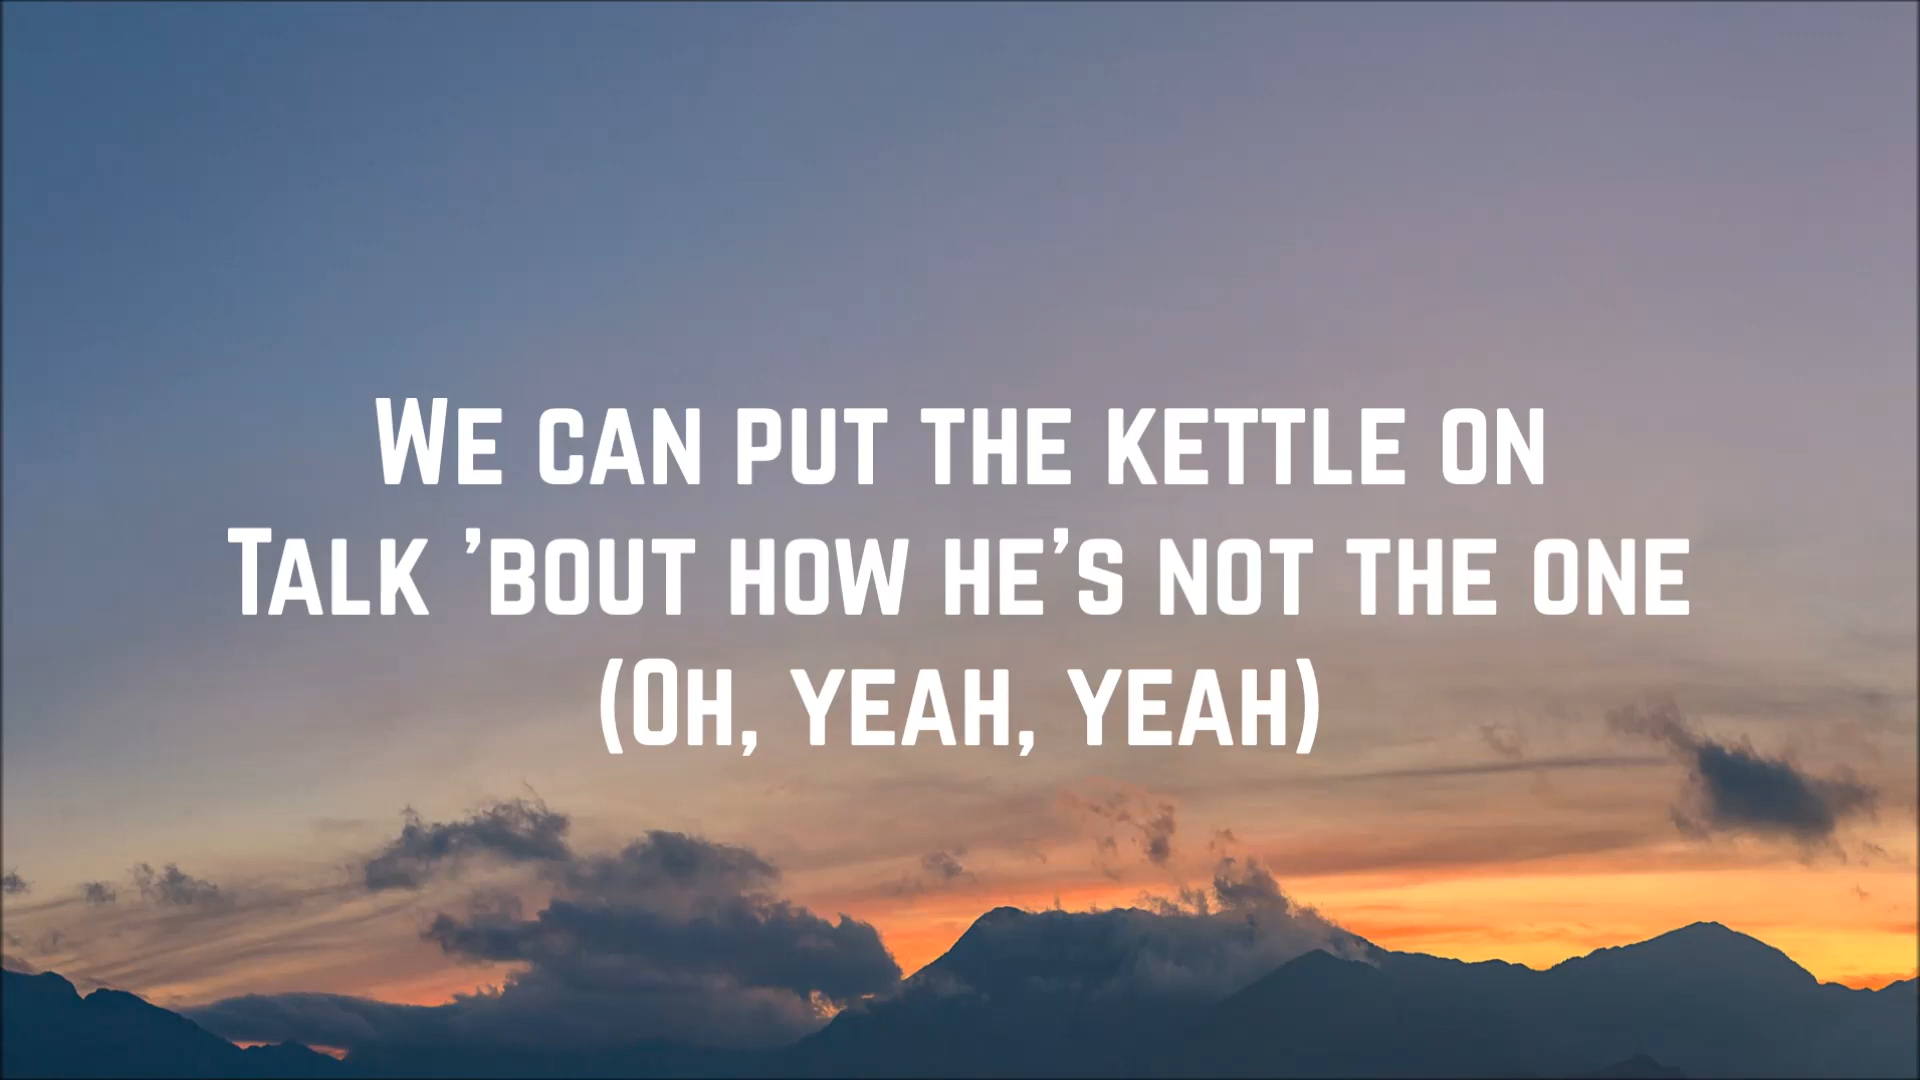 We can put the kettle on
Talk 'bout how he's not the one
(Oh, yeah, yeah)